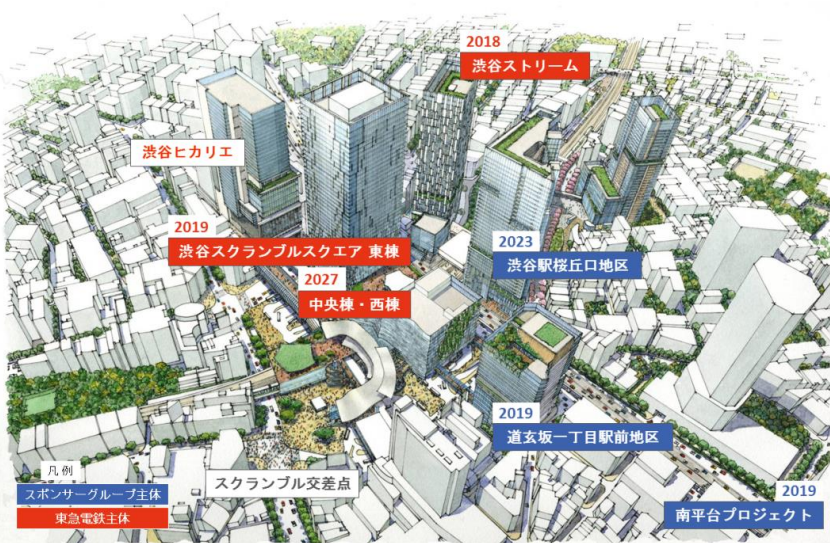 2018
渋谷ストリーム
渋谷ヒカリエ
2019
渋谷スクランブルスクエア 東棟
2023
渋谷駅桜丘口地区
2027
中央棟・西棟
2019
道玄坂一丁目駅前地区
スクランブル交差点
凡例
スポンサーグループ主体
東急電鉄主体
2019
南平台プロジェクト